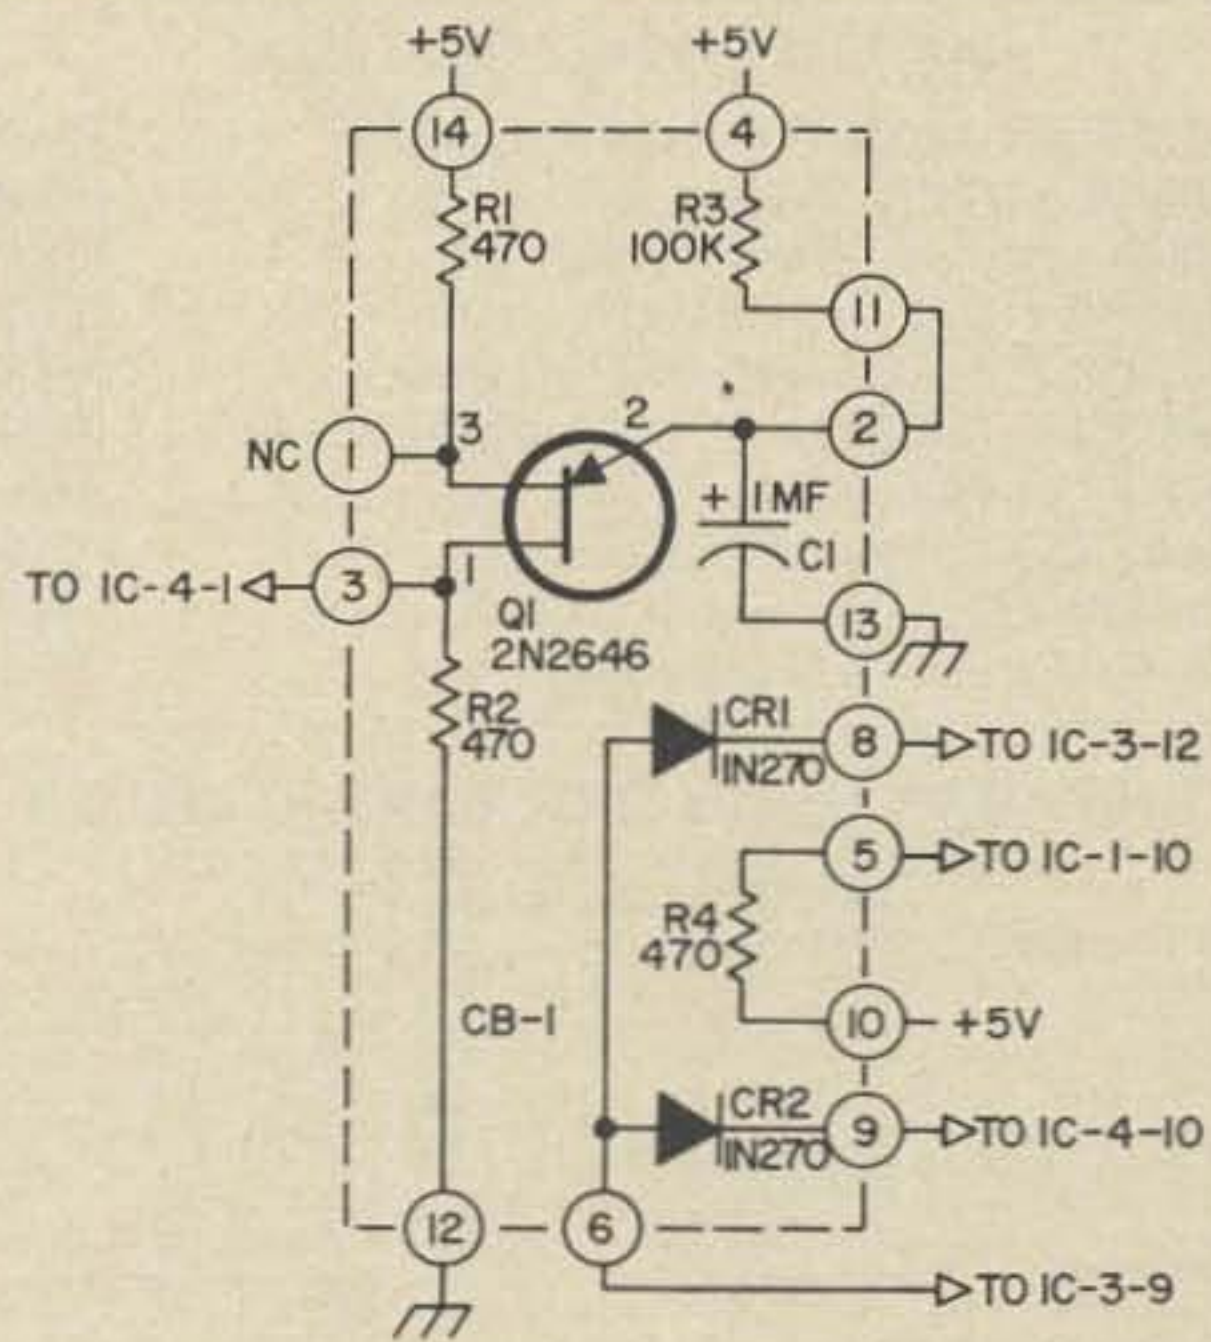 +5V
+5V
14
4
R1
470
R3
100K
11
3
2
2
NC
1
+
1MF
C1
TO IC-4-1
3
1
13
Q1
2N2646
R2
470
CR1
1N270
8
TO IC-3-12
5
TO IC-1-10
R4
470
CB-1
10
+5V
CR2
1N270
9
TO IC-4-10
12
6
TO IC-3-9